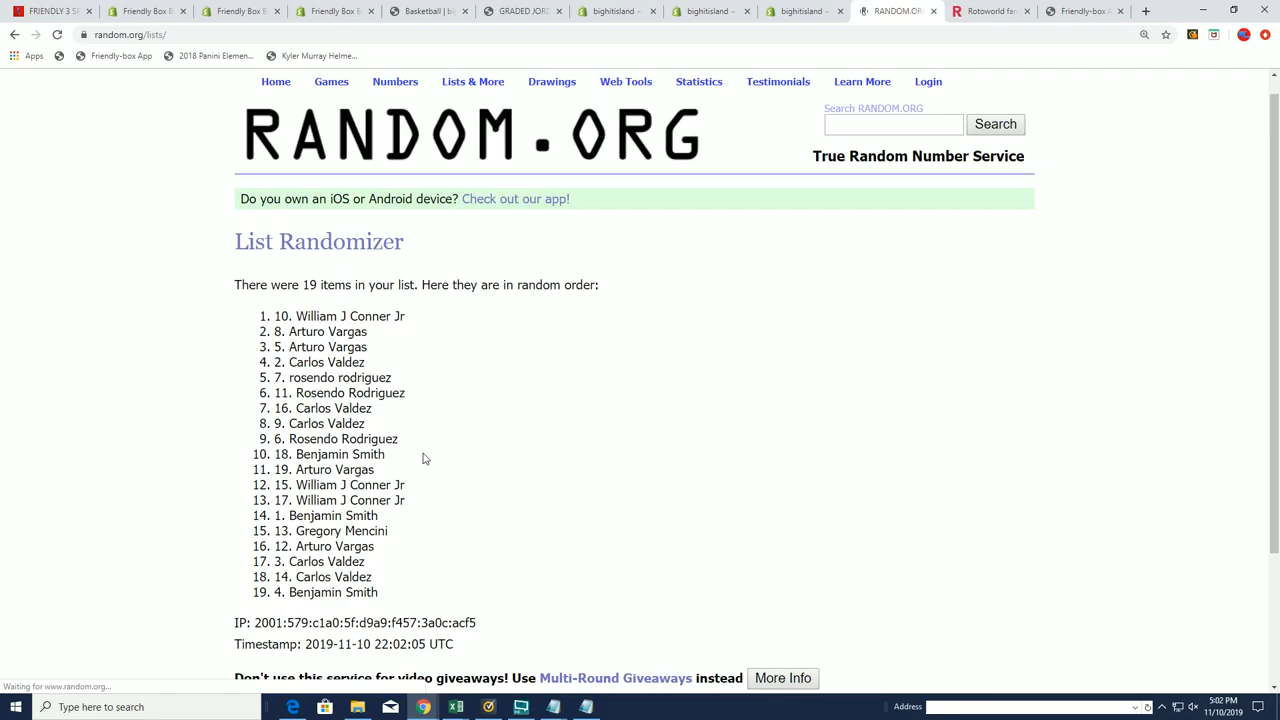 FRIENDLY 3 SP
Friendly Box B
Friendly Box B
Friendly Box B
Basketball | bo
GRADED JORD
bighitisland –
bighitisland –
bighitisland –
RANDOM.ORG
Rotoworld fan
Friendly-box A
random.org/lists/
Apps
Friendly-box App
2018 Panini Elemen...
Kyler Murray Helme...
Home
Games
Numbers
Lists & More
Drawings
Web Tools
Statistics
Testimonials
Learn More
Login
RANDOM.ORG
Search RANDOM.ORG
Search
True Random Number Service
Do you own an iOS or Android device? Check out our app!
List Randomizer
There were 19 items in your list. Here they are in random order:
1. 10. William J Conner Jr
2. 8. Arturo Vargas
3. 5. Arturo Vargas
4. 2. Carlos Valdez
5. 7. rosendo rodriguez
6. 11. Rosendo Rodriguez
7. 16. Carlos Valdez
8. 9. Carlos Valdez
9. 6. Rosendo Rodriguez
10. 18. Benjamin Smith
11. 19. Arturo Vargas
12. 15. William J Conner Jr
13. 17. William J Conner Jr
14. 1. Benjamin Smith
15. 13. Gregory Mencini
16. 12. Arturo Vargas
17. 3. Carlos Valdez
18. 14. Carlos Valdez
19. 4. Benjamin Smith
IP: 2001:579:c1a0:5f:d9a9:f457:3a0c:acf5
Timestamp: 2019-11-10 22:02:05 UTC
Don't use this service for video giveaways! Use Multi-Round Giveaways instead
More Info
Waiting for www.random.org...
Type here to search
Address
5:02 PM
11/10/2019